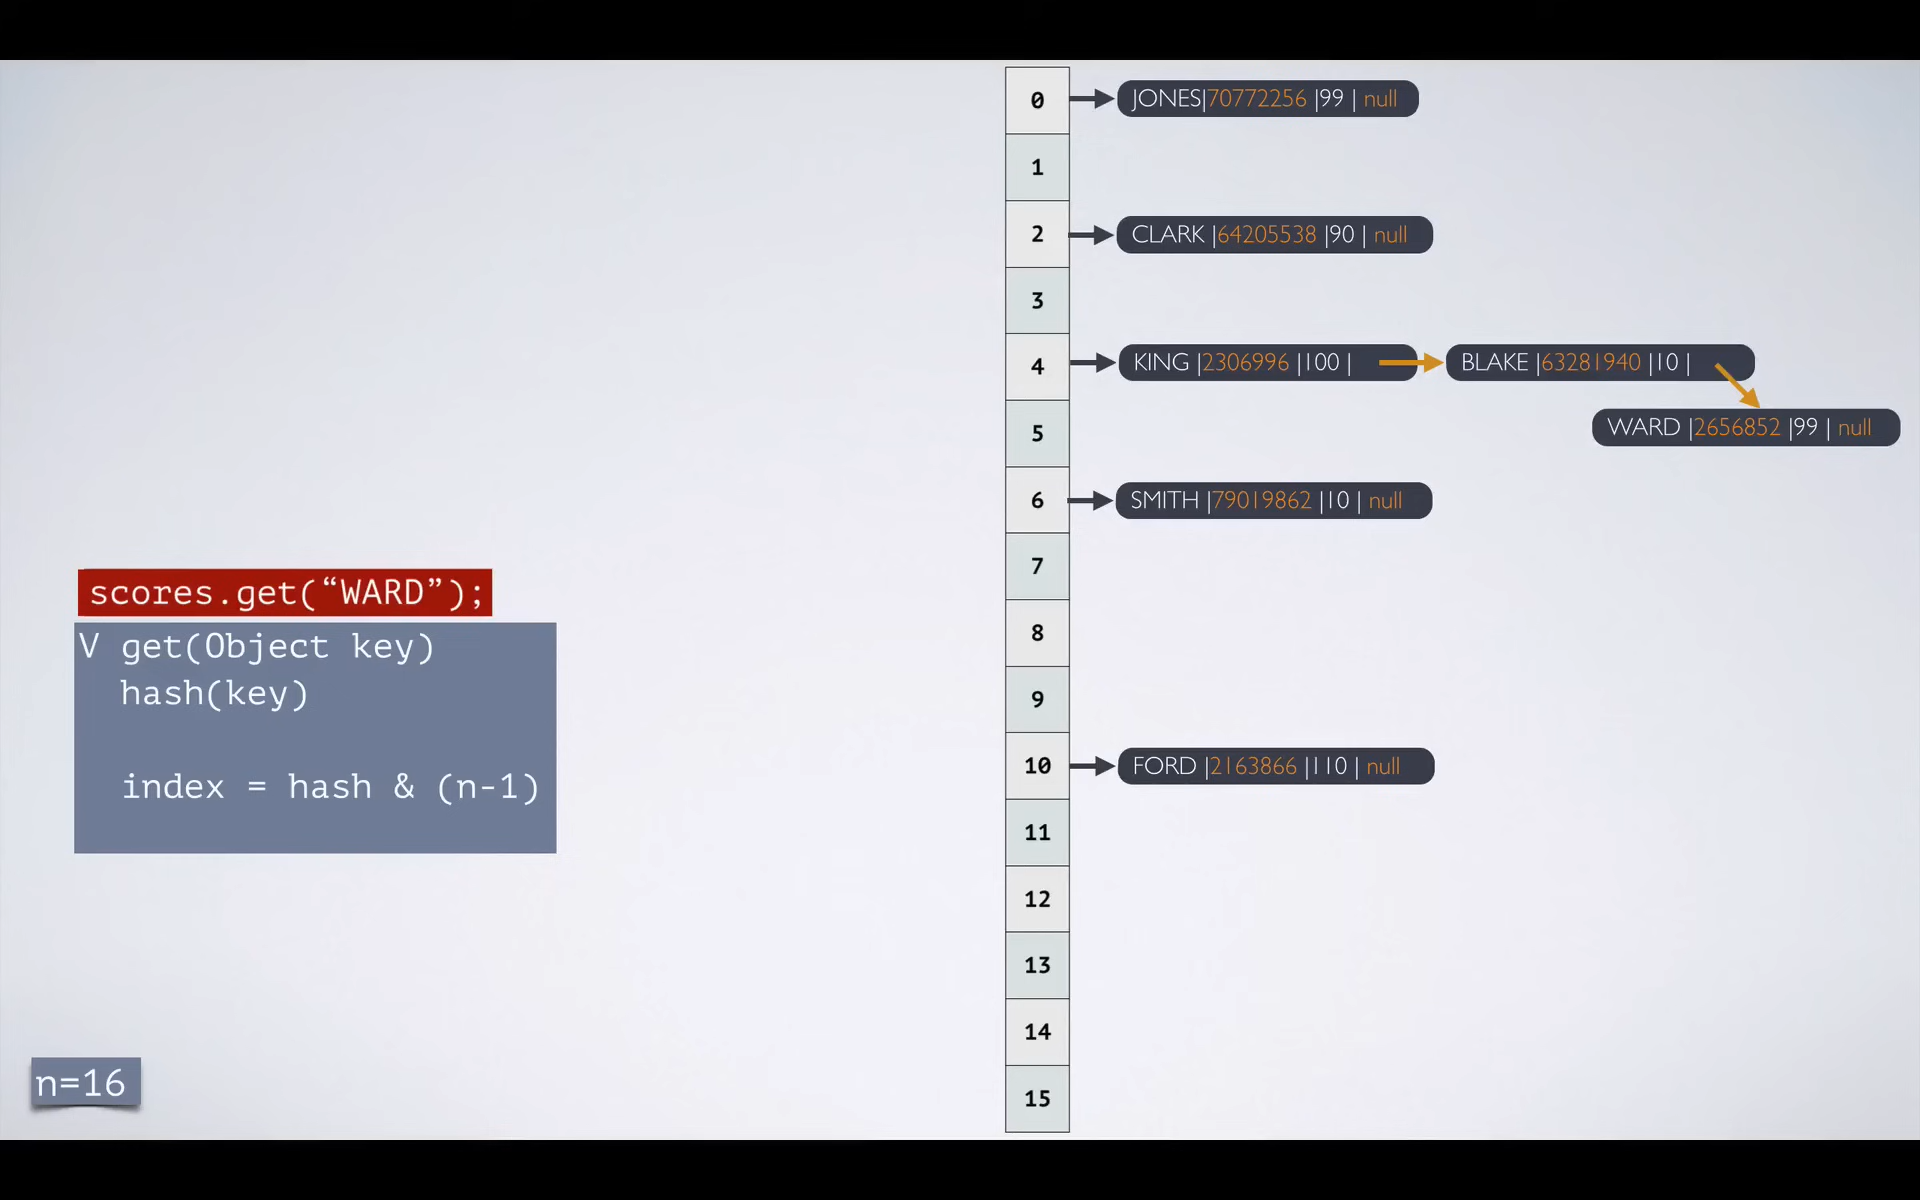 0 JONES|70772256 |99 | null
1
2 CLARK |64205538 |90 | null
3
4 KING |2306996 |100 | BLAKE |63281940 |10 |
WARD |2656852 |99 | null
5
6 SMITH |79019862 |10 | null
7
8
9
10 FORD |2163866 |110 | null
11
12
13
14
15
scores.get(“WARD”);
V get(Object key)
hash(key)
index = hash & (n-1)
n=16